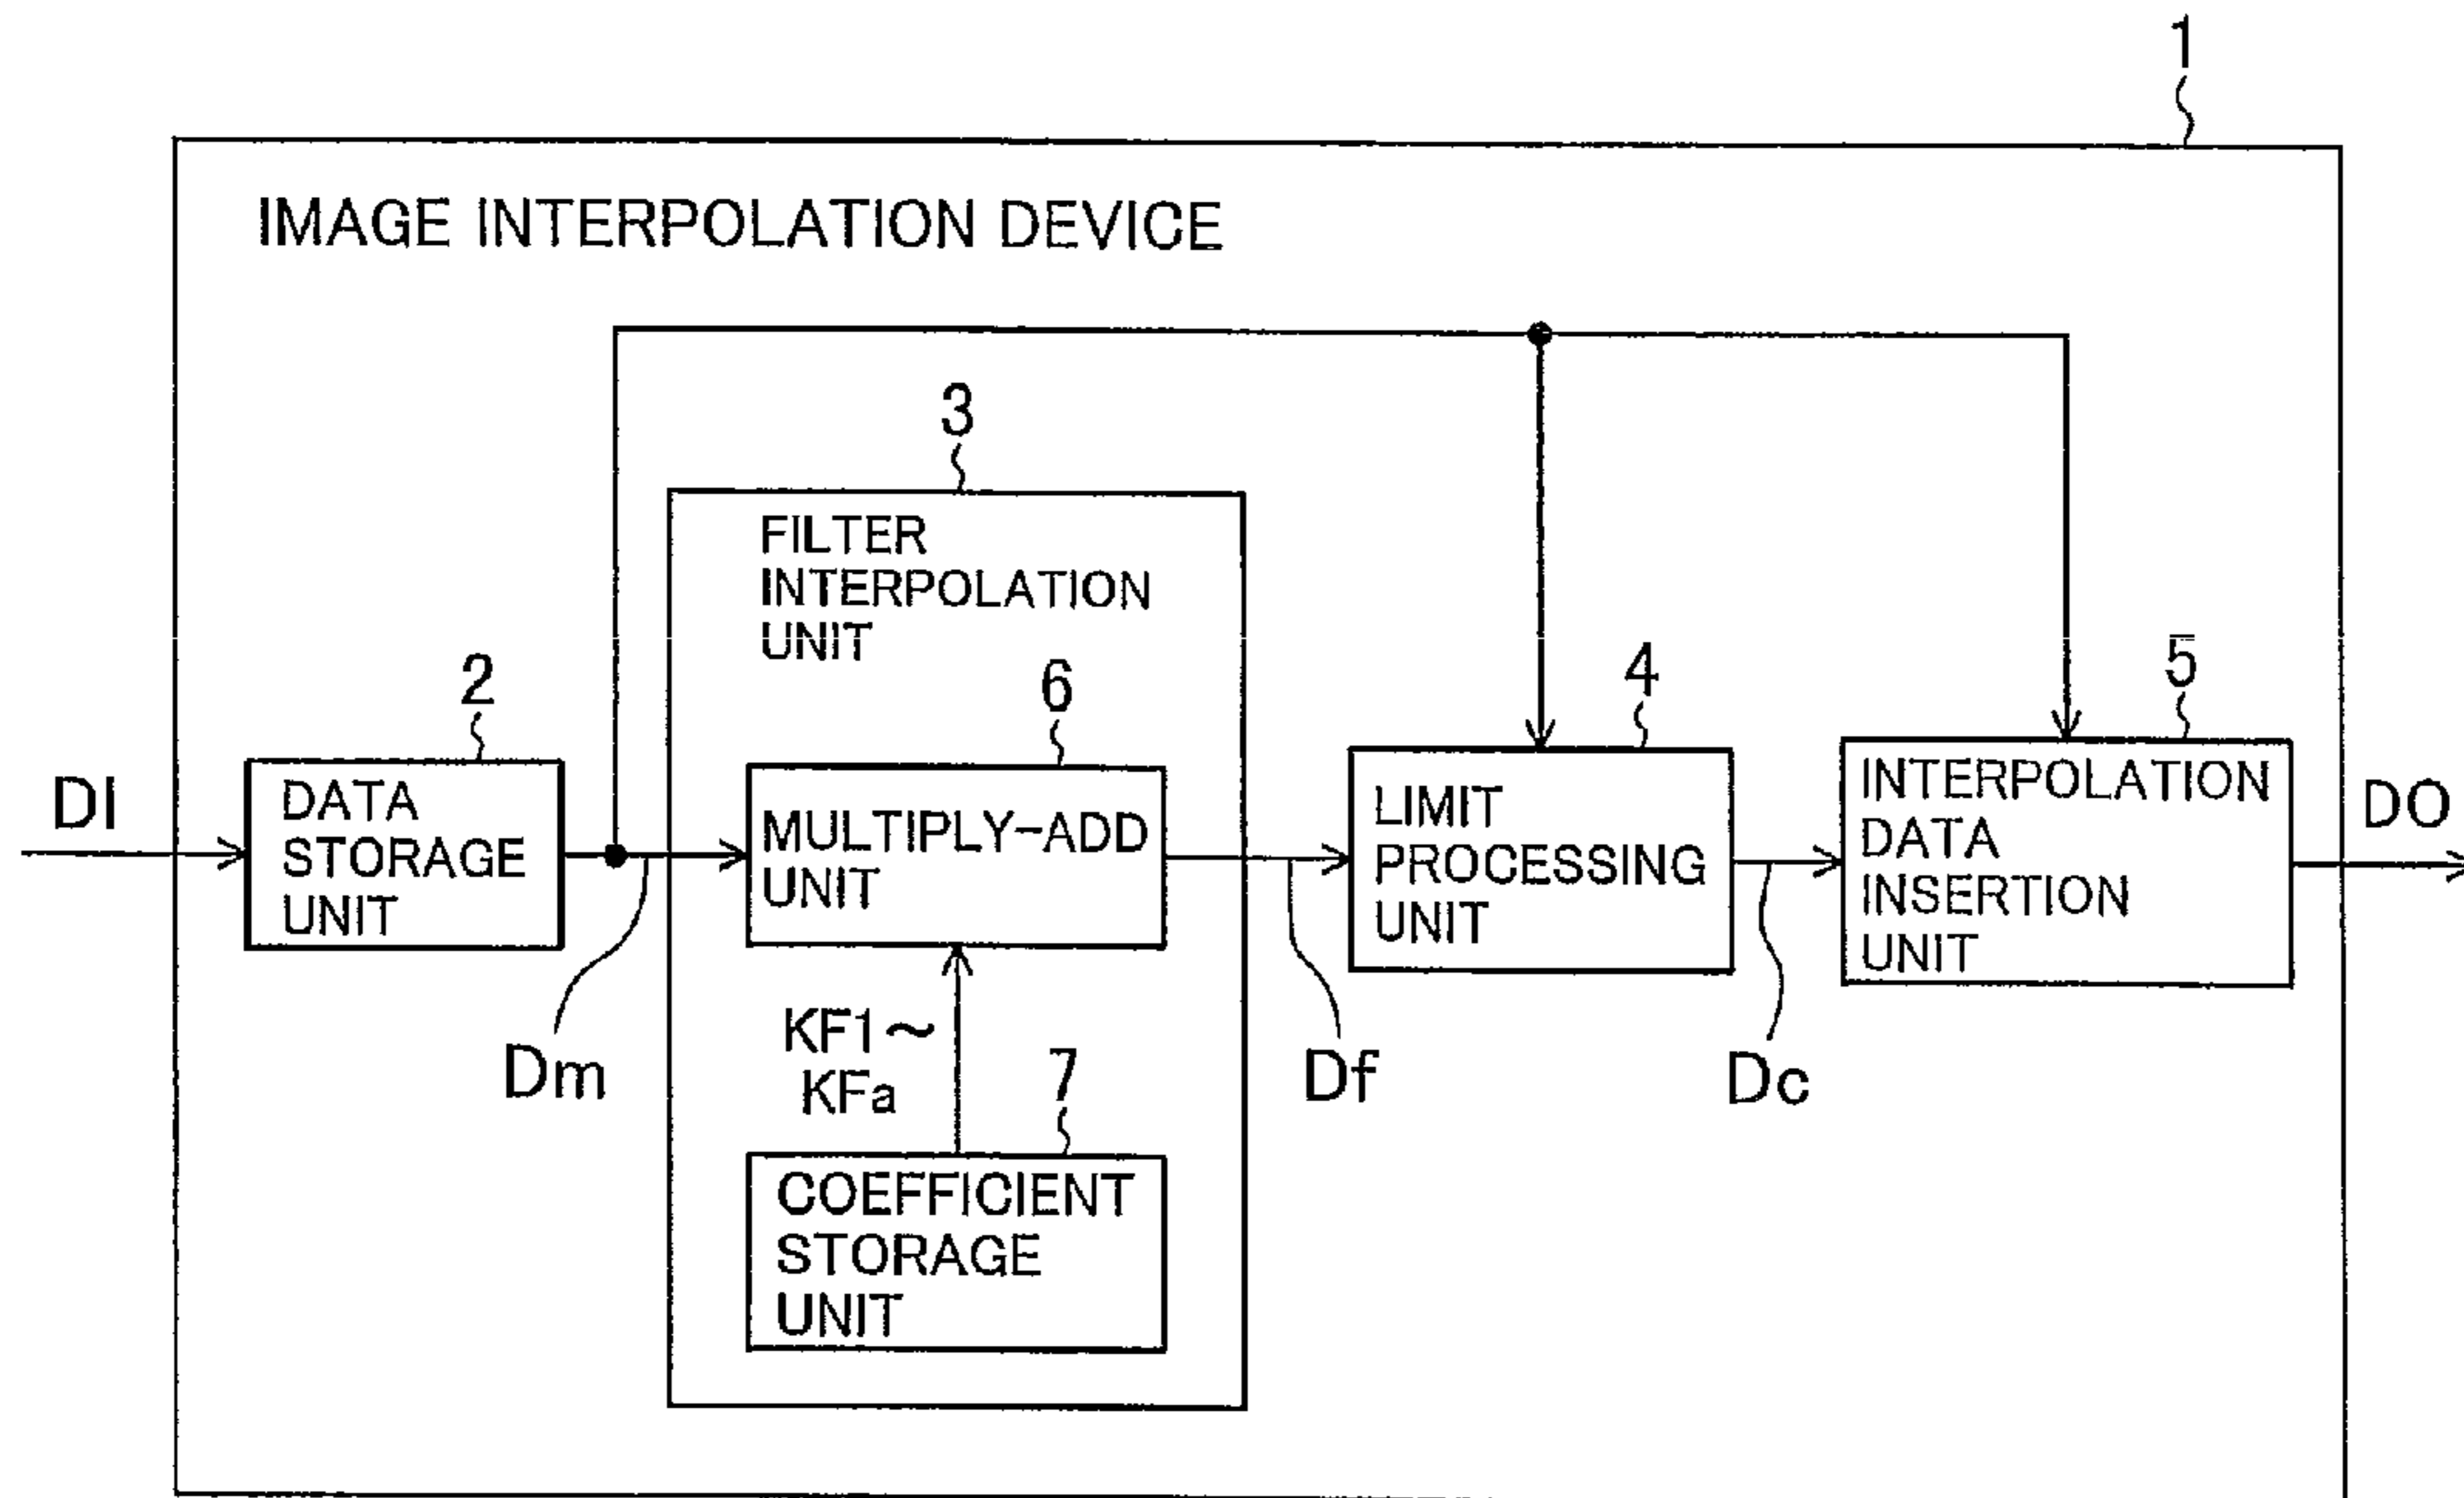 1
IMAGE INTERPOLATION DEVICE
3
FILTER
INTERPOLATION
UNIT
2
6
4
5
DI
DATA
STORAGE
UNIT
MULTIPLY-ADD
UNIT
LIMIT
PROCESSING
UNIT
INTERPOLATION
DATA
INSERTION
UNIT
DO
Dm
KF1~
KFa
7
Df
Dc
COEFFICIENT
STORAGE
UNIT